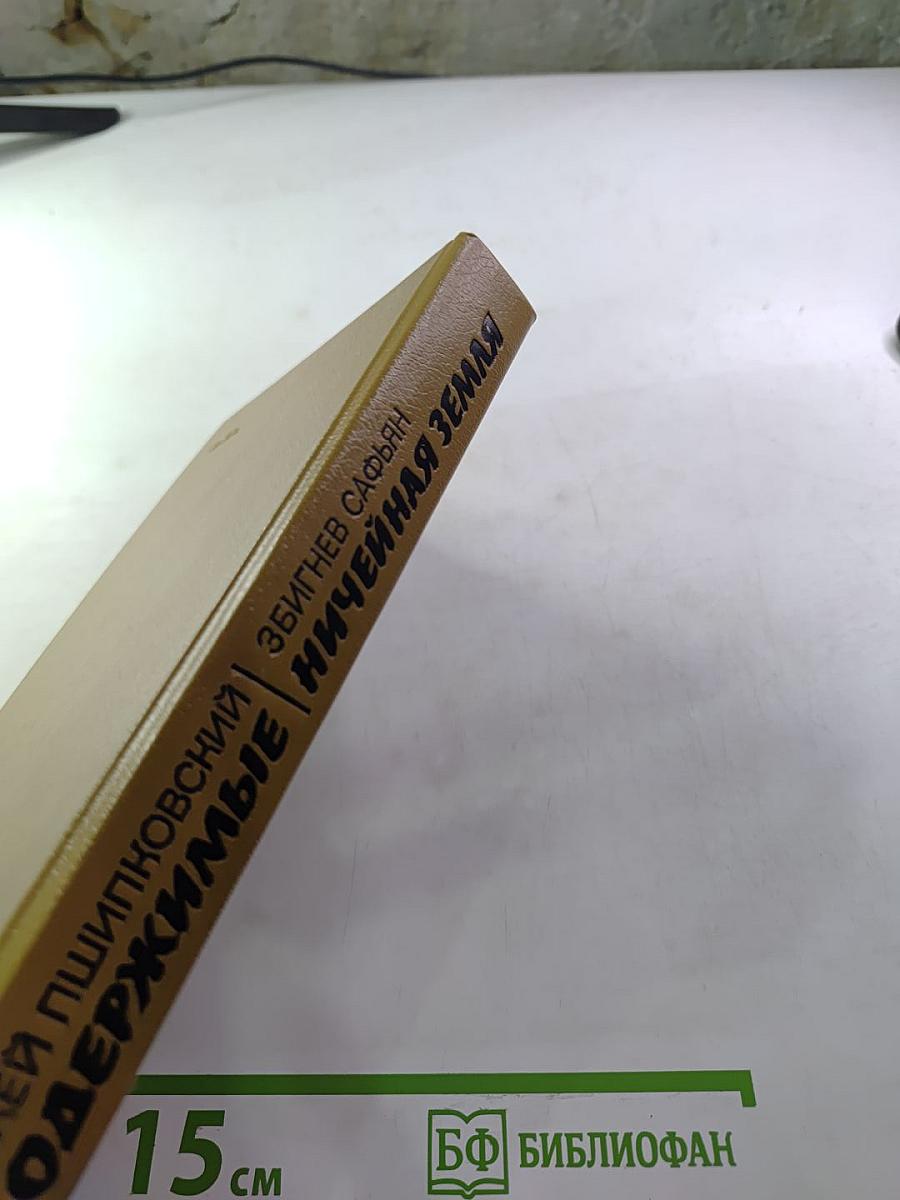 ПШИПКОВСКИЙ
ОДЕРЖИМЫЕ
ЗБИГНЕВ САФЬЯН
НИЧЕЙНАЯ ЗЕМЛЯ
15 см
БФ БИБЛИОФАН